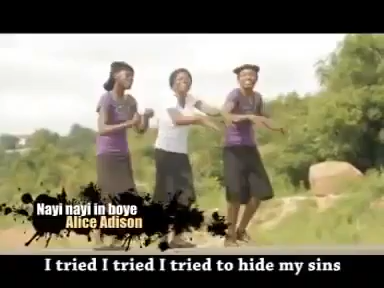 Nayi nayi in boye
Alice Adison
I tried I tried I tried to hide my sins